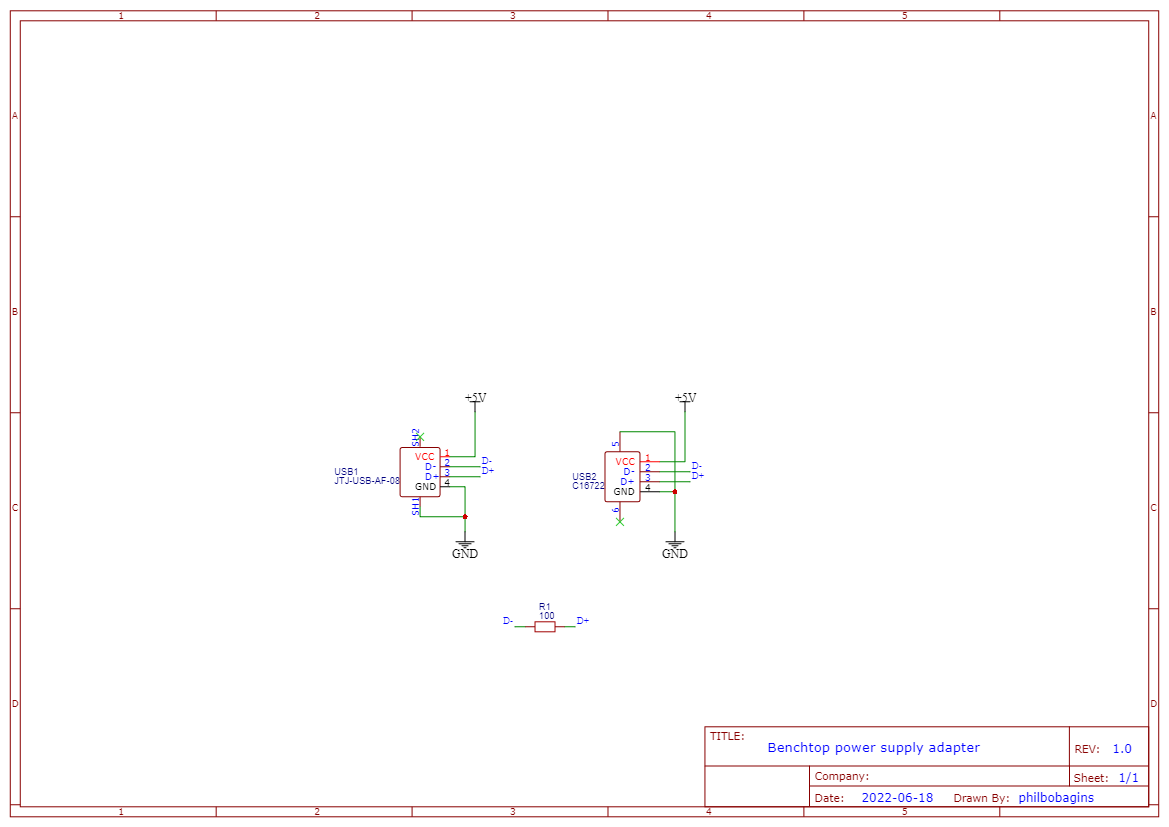 1 2 3 4 5
A A
B B
+5V +5V
SH2
5
VCC 1
D- 2 D-
D+ 3 D+
GND 4
USB1
JTJ-USB-AF-08
SH1
VCC 1
D- 2 D-
D+ 3 D+
GND 4
USB2
C16722
6
C C
GND GND
R1
100
D- D+
D D
TITLE:
Benchtop power supply adapter
REV: 1.0
Company:
Sheet: 1/1
Date: 2022-06-18 Drawn By: philbobagins
1 2 3 4 5